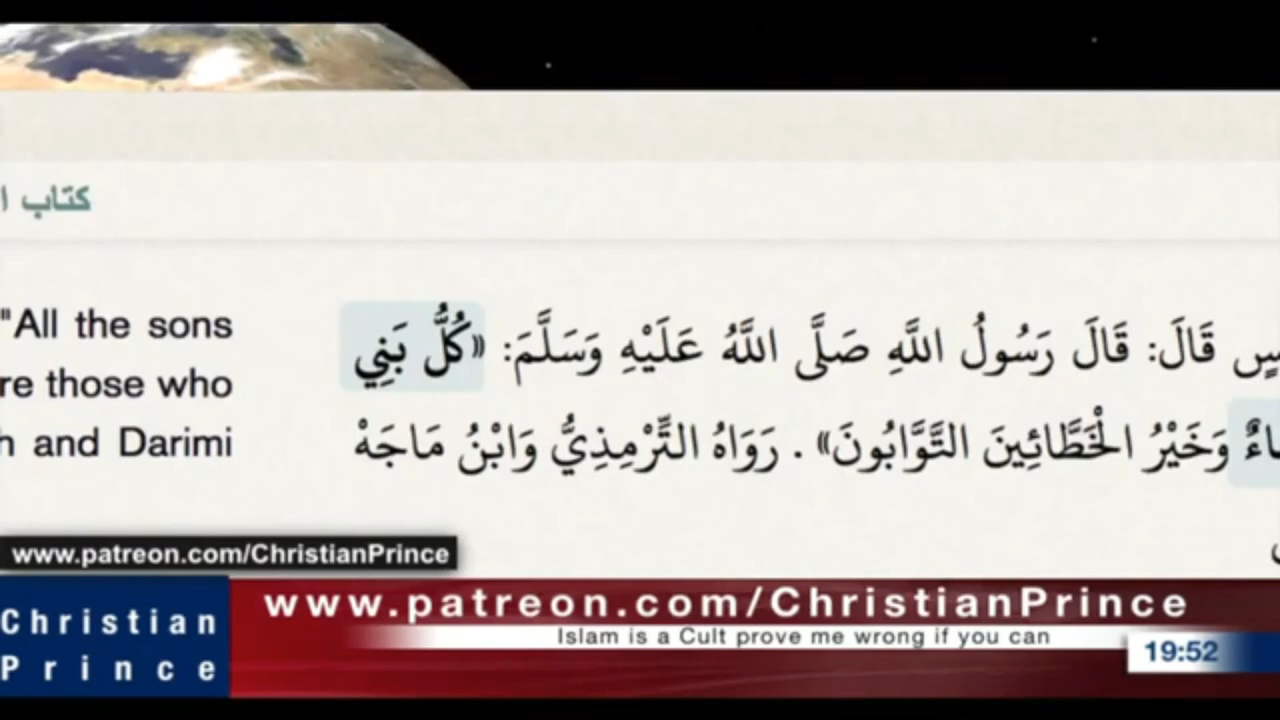 كتاب ا
"All the sons
re those who
h and Darimi
قَالَ: قَالَ رَسُولُ اللَّهِ صَلَّى اللَّهُ عَلَيْهِ وَسَلَّمَ: «كُلُّ بَنِي
وَخَيْرُ الْخَطَّائِينَ التَّوَّابُونَ» . رَوَاهُ التِّرْمِذِيُّ وَابْنُ مَاجَهْ
www.patreon.com/ChristianPrince
Christian
Prince
www.patreon.com/ChristianPrince
Islam is a Cult prove me wrong if you can
19:52